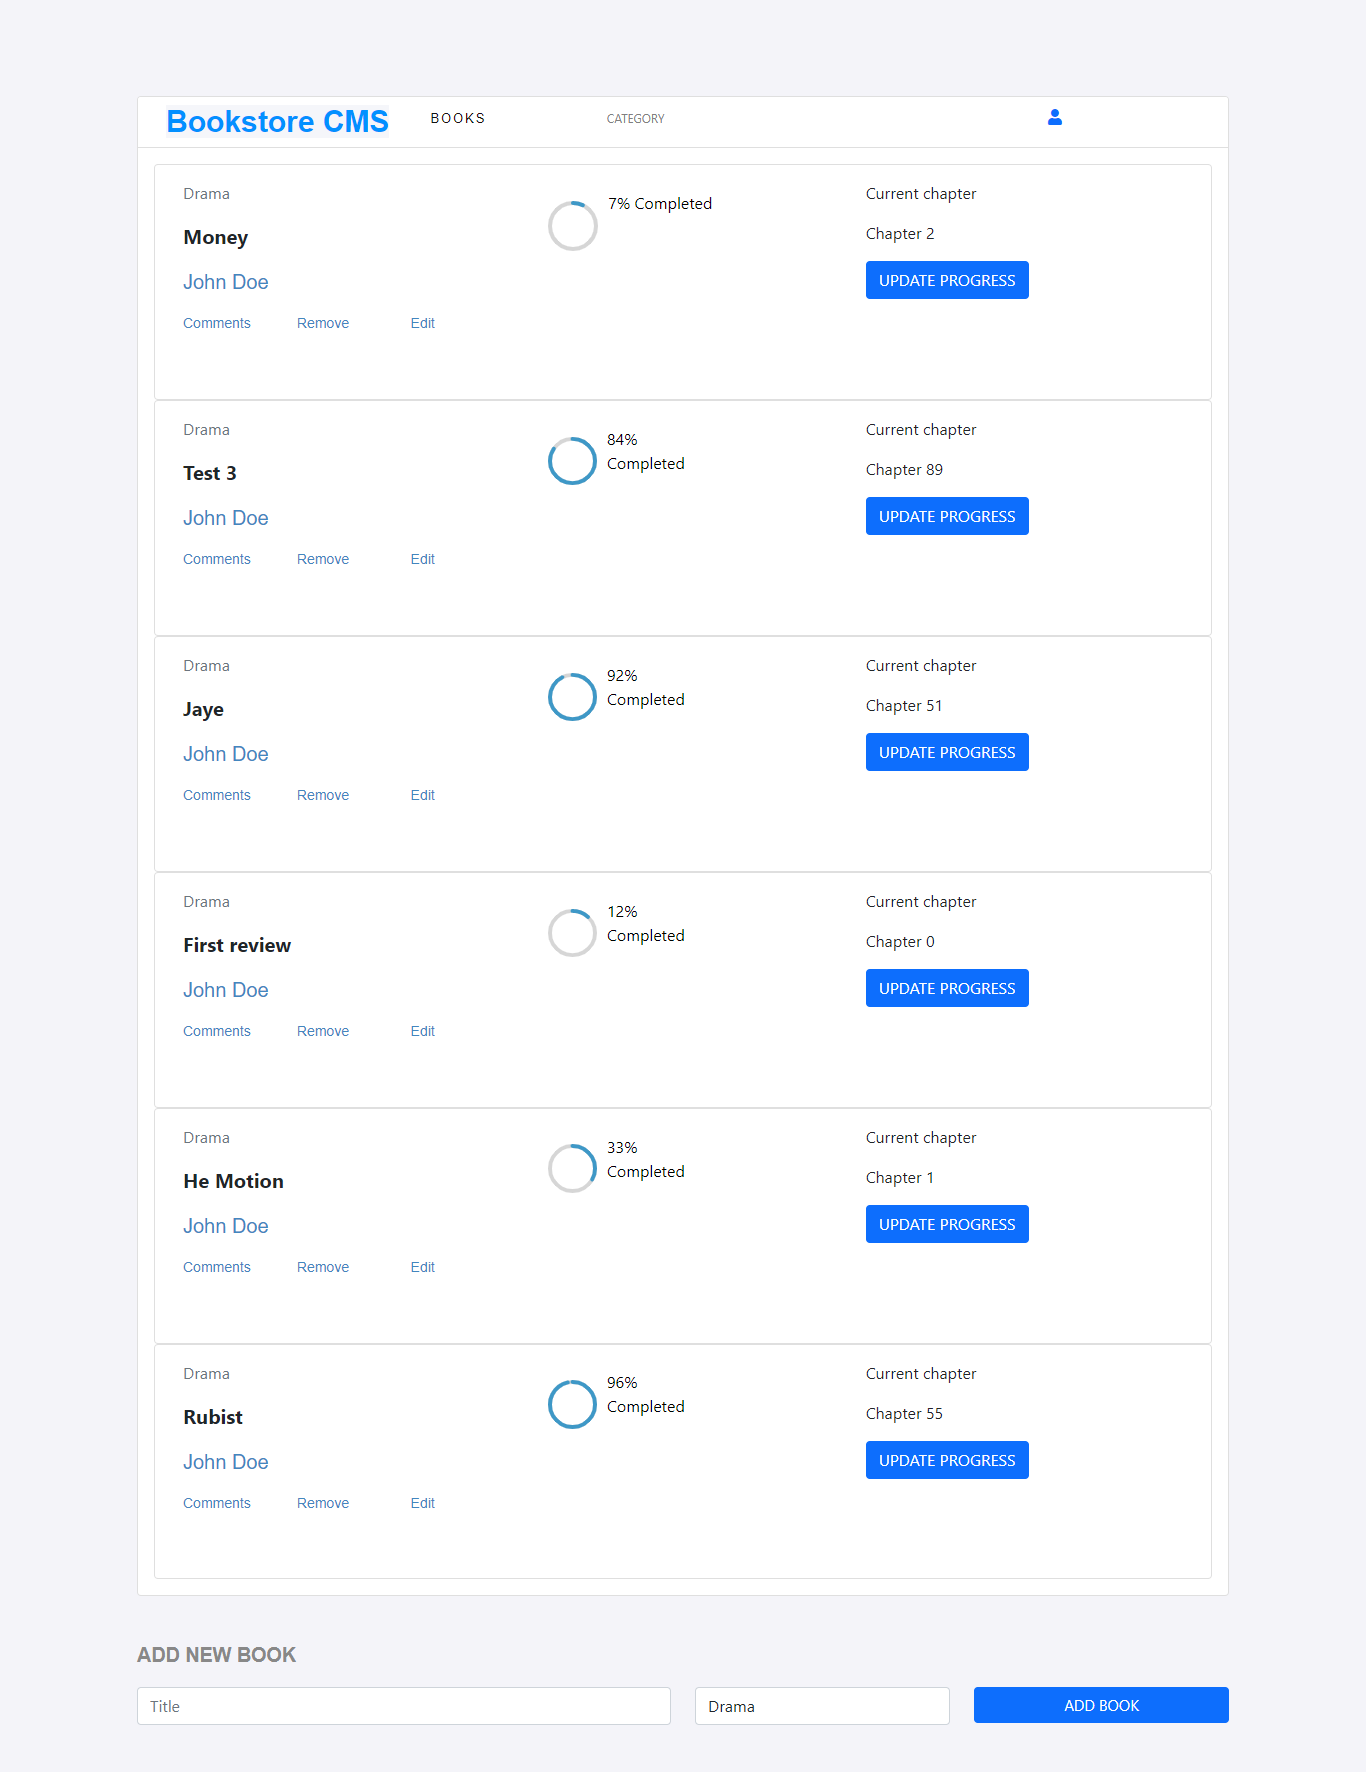 Bookstore CMS
BOOKS
CATEGORY
Drama
Money
John Doe
Comments Remove Edit
7% Completed
Current chapter
Chapter 2
UPDATE PROGRESS
Drama
Test 3
John Doe
Comments Remove Edit
84%
Completed
Current chapter
Chapter 89
UPDATE PROGRESS
Drama
Jaye
John Doe
Comments Remove Edit
92%
Completed
Current chapter
Chapter 51
UPDATE PROGRESS
Drama
First review
John Doe
Comments Remove Edit
12%
Completed
Current chapter
Chapter 0
UPDATE PROGRESS
Drama
He Motion
John Doe
Comments Remove Edit
33%
Completed
Current chapter
Chapter 1
UPDATE PROGRESS
Drama
Rubist
John Doe
Comments Remove Edit
96%
Completed
Current chapter
Chapter 55
UPDATE PROGRESS
ADD NEW BOOK
Title
Drama
ADD BOOK